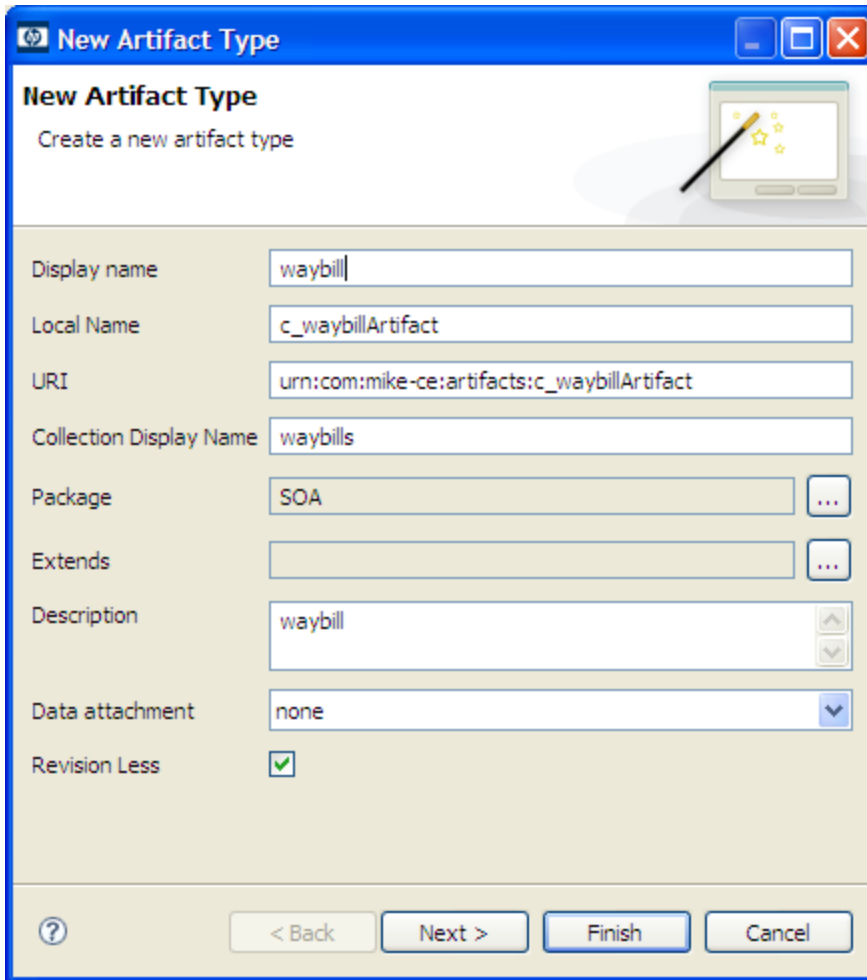 New Artifact Type
New Artifact Type
Create a new artifact type
Display name waybill
Local Name c_waybillArtifact
URI urn:com:mike-ce:artifacts:c_waybillArtifact
Collection Display Name waybills
Package SOA ...
Extends ...
Description waybill
Data attachment none
Revision Less
? < Back Next > Finish Cancel